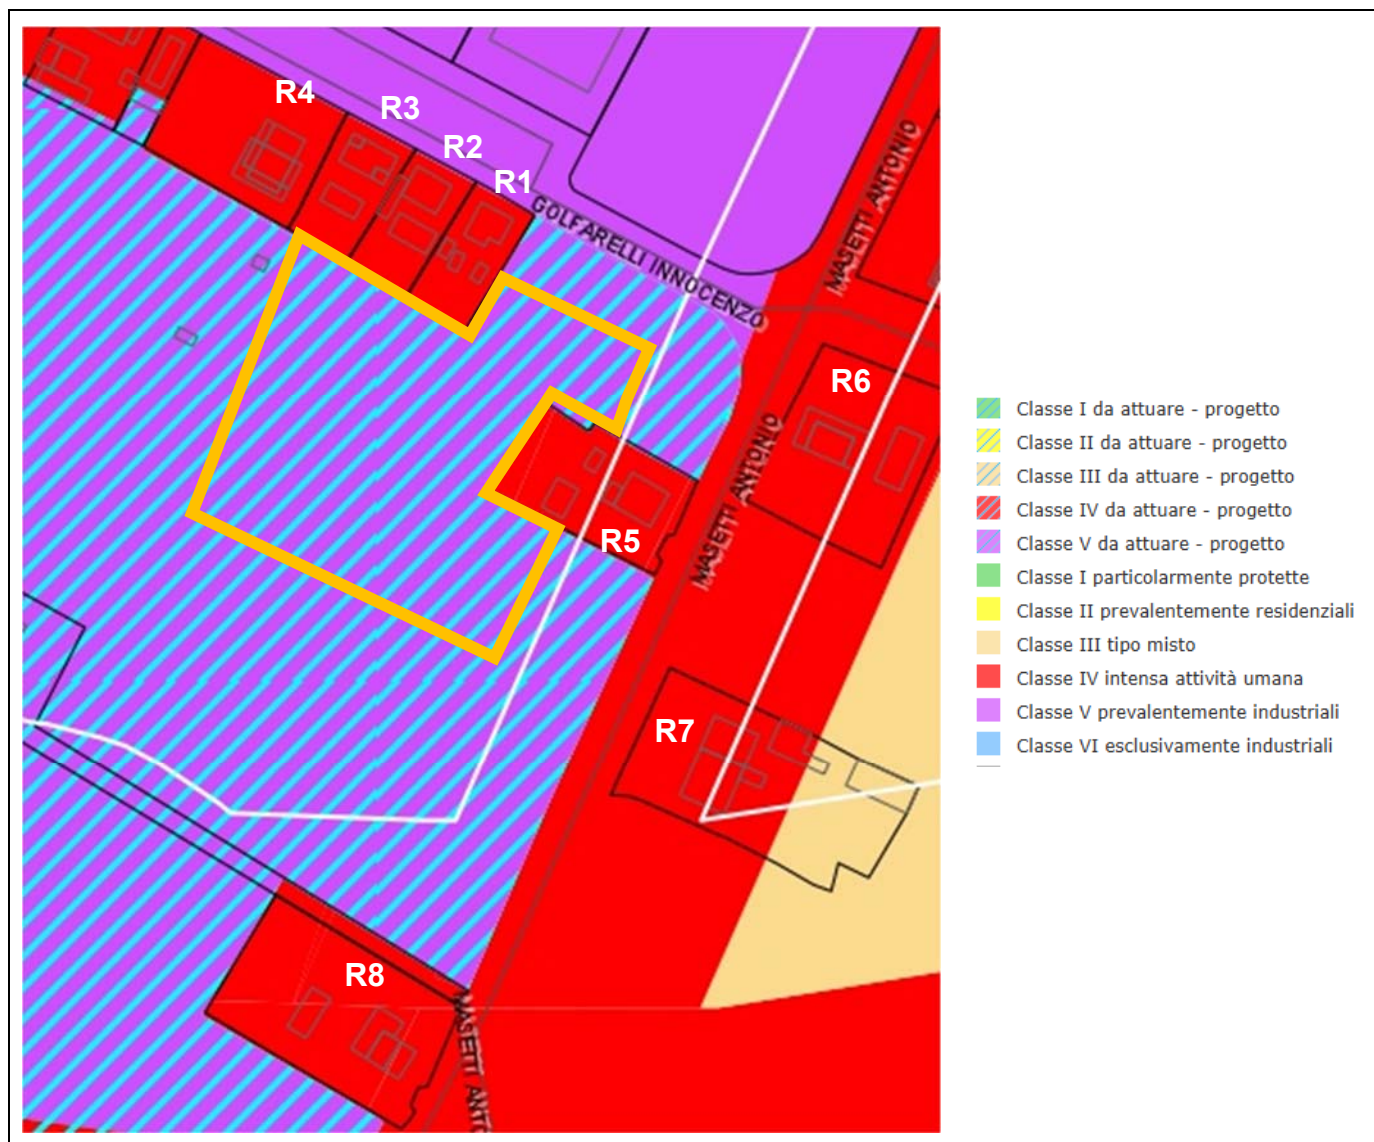 R4
R3
R2
R1
GOLFARELLI INNOCENZO
MASETTI ANTONIO
R6
MASETTI ANTONIO
R5
R7
R8
MASETTI ANTO
Classe I da attuare - progetto
Classe II da attuare - progetto
Classe III da attuare - progetto
Classe IV da attuare - progetto
Classe V da attuare - progetto
Classe I particolarmente protette
Classe II prevalentemente residenziali
Classe III tipo misto
Classe IV intensa attività umana
Classe V prevalentemente industriali
Classe VI esclusivamente industriali